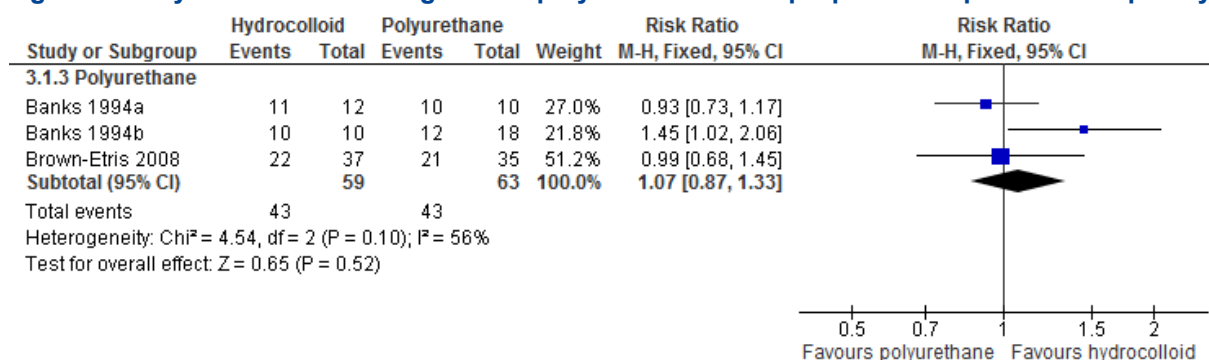 Hydrocolloid Polyurethane Risk Ratio Risk Ratio
Study or Subgroup Events Total Events Total Weight M-H, Fixed, 95% CI M-H, Fixed, 95% CI
3.1.3 Polyurethane
Banks 1994a 11 12 10 10 27.0% 0.93 [0.73, 1.17]
Banks 1994b 10 10 12 18 21.8% 1.45 [1.02, 2.06]
Brown-Etris 2008 22 37 21 35 51.2% 0.99 [0.68, 1.45]
Subtotal (95% CI) 59 63 100.0% 1.07 [0.87, 1.33]
Total events 43 43
Heterogeneity: Chi² = 4.54, df = 2 (P = 0.10); I² = 56%
Test for overall effect: Z = 0.65 (P = 0.52)
0.5 0.7 1 1.5 2
Favours polyurethane Favours hydrocolloid